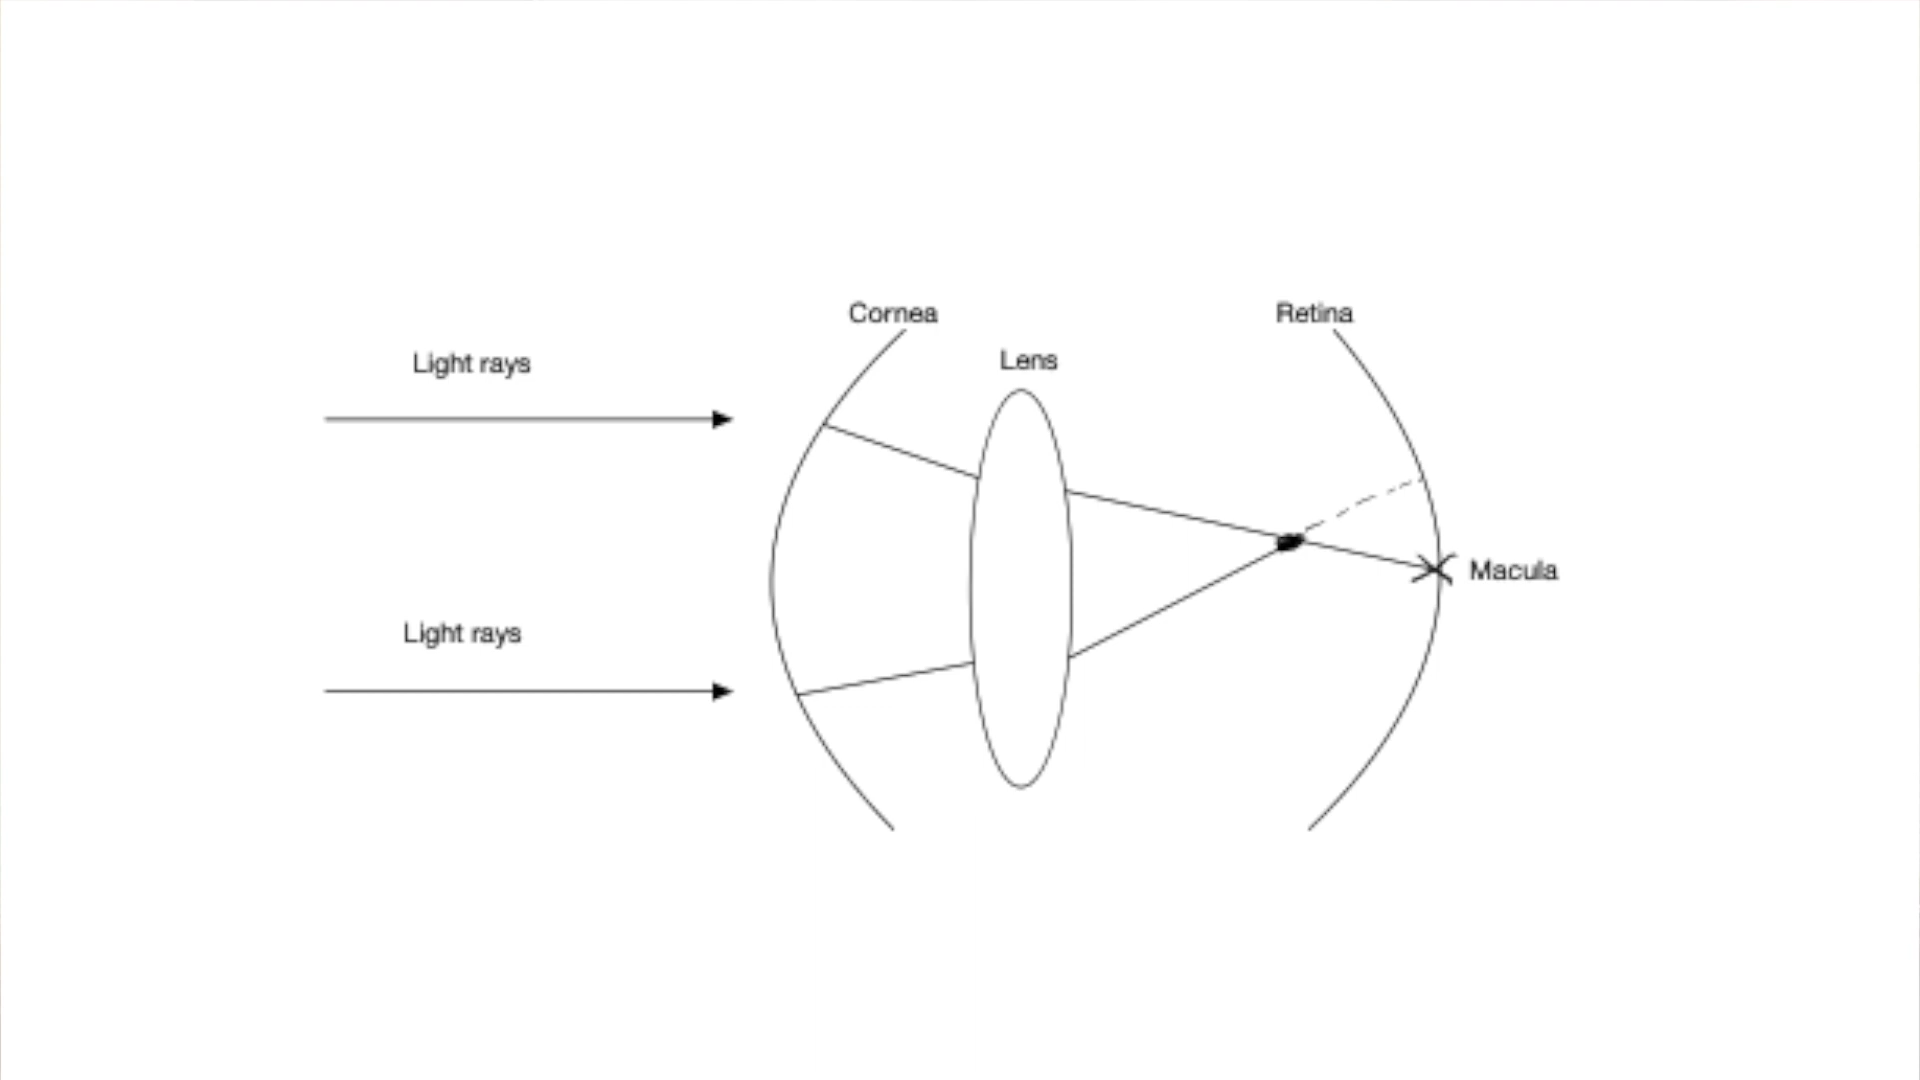 Cornea
Retina
Light rays
Lens
Macula
Light rays